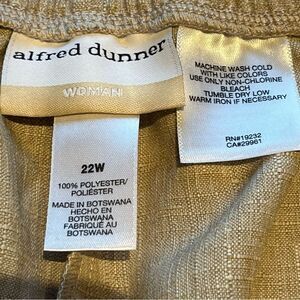 alfred dunner
WOMAN
22W
100% POLYESTER/
POLIÉSTER
MADE IN BOTSWANA
HECHO EN
BOTSWANA
FABRIQUÉ AU
BOTSWANA
MACHINE WASH COLD
WITH LIKE COLORS
USE ONLY NON-CHLORINE
BLEACH
TUMBLE DRY LOW
WARM IRON IF NECESSARY
RN#19232
CA#29961